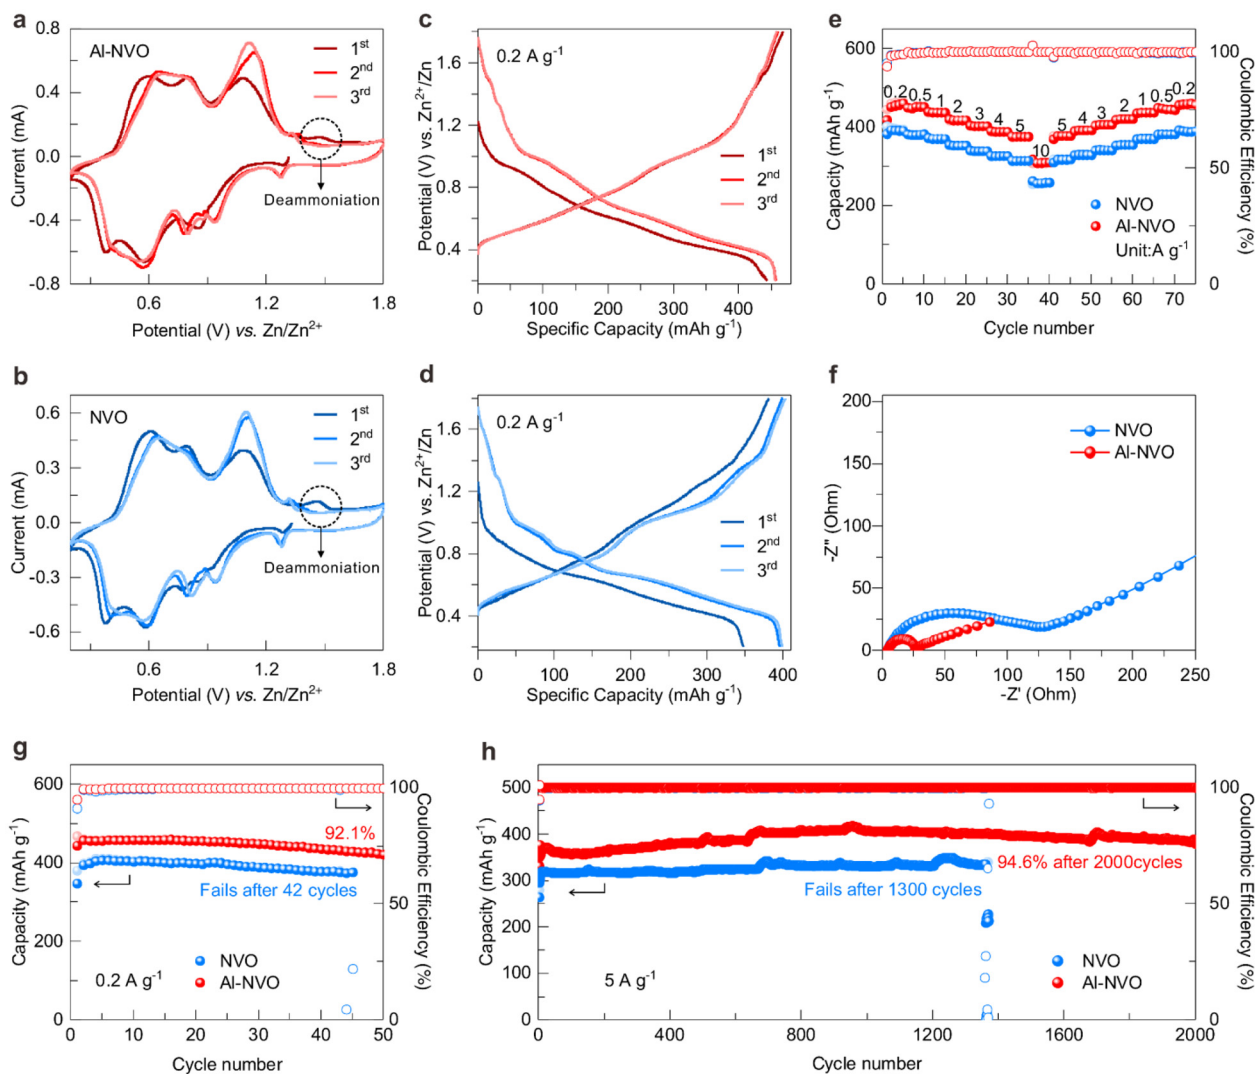 a
Al-NVO
1st
2nd
3rd
Deammoniation
Current (mA)
0.8
0.4
0.0
-0.4
-0.8
0.6
1.2
1.8
Potential (V) vs. Zn/Zn²⁺
c
0.2 A g⁻¹
1st
2nd
3rd
Potential (V) vs. Zn²⁺/Zn
1.6
1.2
0.8
0.4
0
100
200
300
400
Specific Capacity (mAh g⁻¹)
e
600
400
200
0
Capacity (mAh g⁻¹)
0.2 0.5 1 2 3 4 5 10 5 4 3 2 1 0.5 0.2
NVO
Al-NVO
Unit:A g⁻¹
100
50
0
Coulombic Efficiency (%)
0 10 20 30 40 50 60 70
Cycle number
b
NVO
1st
2nd
3rd
Deammoniation
Current (mA)
0.6
0.3
0.0
-0.3
-0.6
0.6
1.2
1.8
Potential (V) vs. Zn/Zn²⁺
d
0.2 A g⁻¹
1st
2nd
3rd
Potential (V) vs. Zn²⁺/Zn
1.6
1.2
0.8
0.4
0
100
200
300
400
Specific Capacity (mAh g⁻¹)
f
200
150
100
50
0
-Z" (Ohm)
NVO
Al-NVO
0 50 100 150 200 250
-Z' (Ohm)
g
600
400
200
0
Capacity (mAh g⁻¹)
92.1%
Fails after 42 cycles
NVO
Al-NVO
0.2 A g⁻¹
100
50
0
Coulombic Efficiency (%)
0 10 20 30 40 50
Cycle number
h
500
400
300
200
100
0
Capacity (mAh g⁻¹)
94.6% after 2000cycles
Fails after 1300 cycles
NVO
Al-NVO
5 A g⁻¹
100
50
0
Coulombic Efficiency (%)
0 400 800 1200 1600 2000
Cycle number